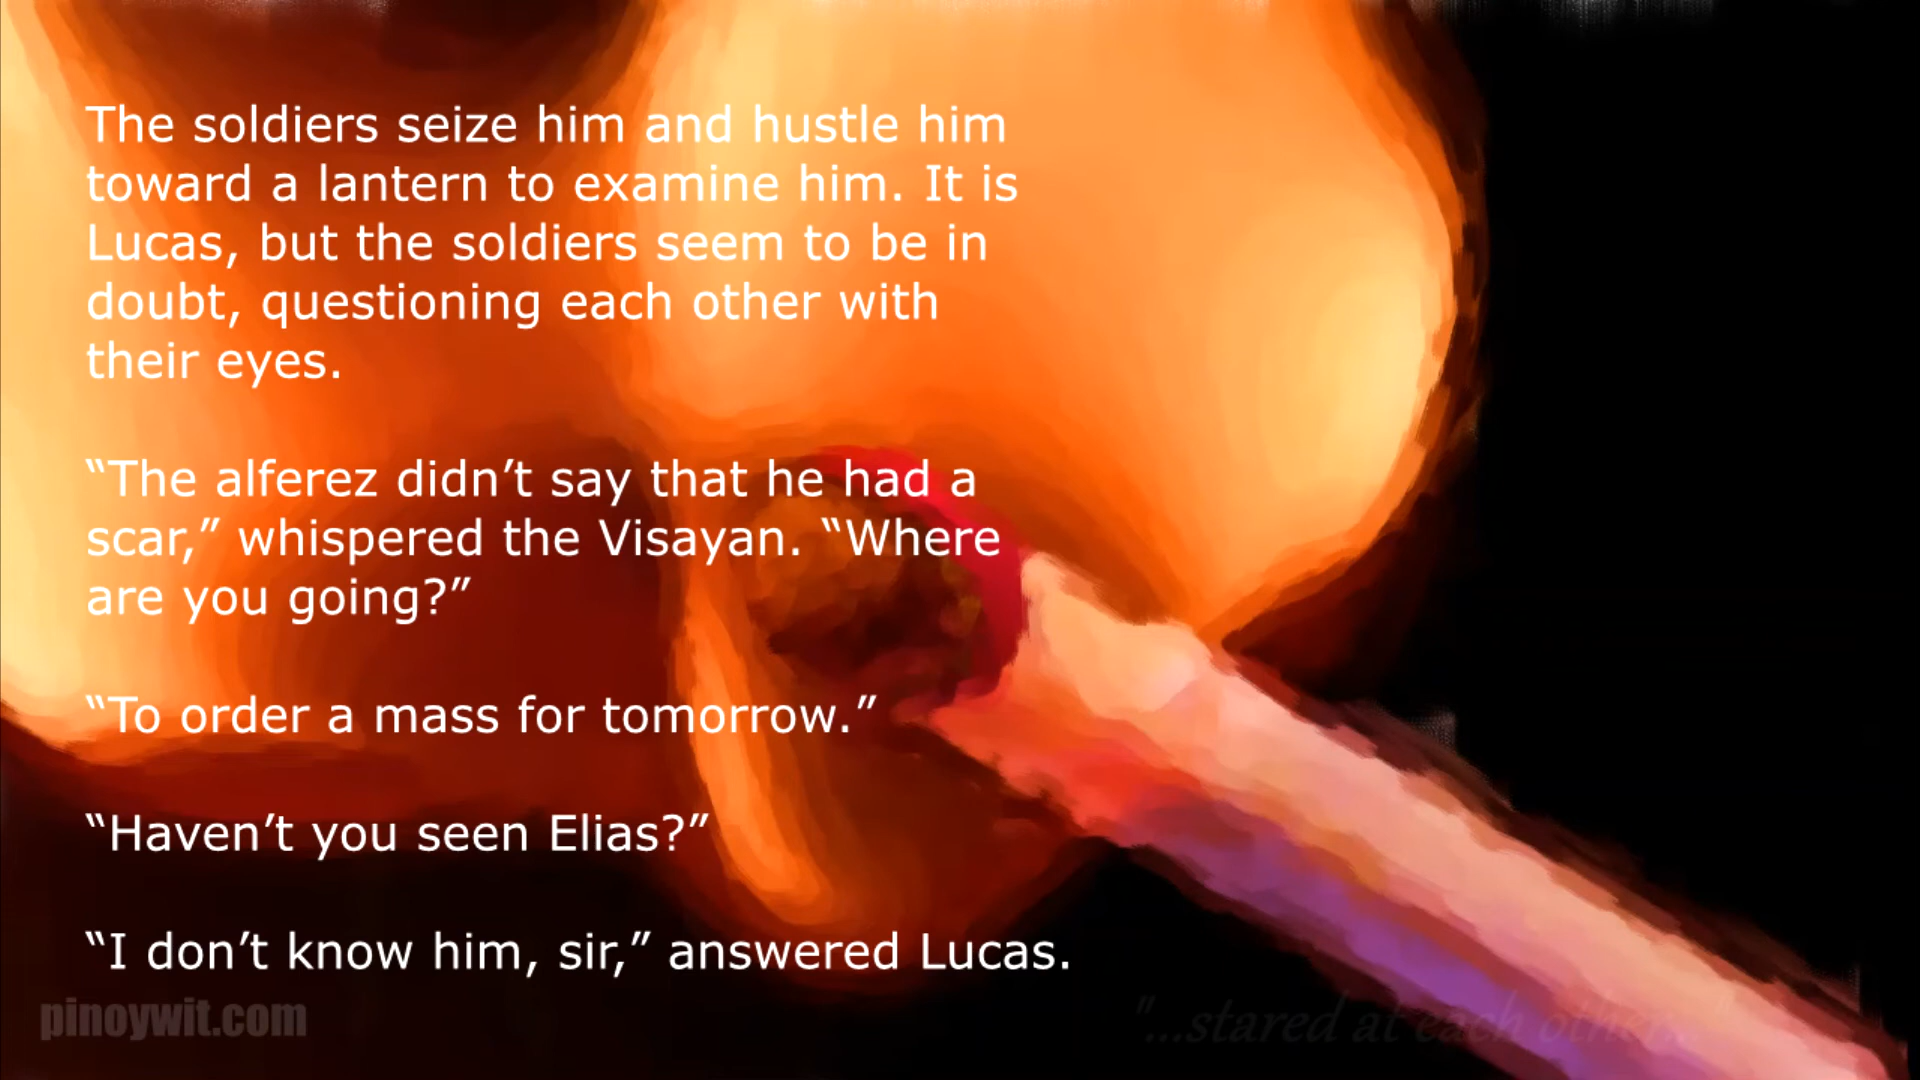 The soldiers seize him and hustle him
toward a lantern to examine him. It is
Lucas, but the soldiers seem to be in
doubt, questioning each other with
their eyes.
“The alferez didn’t say that he had a
scar,” whispered the Visayan. “Where
are you going?”
“To order a mass for tomorrow.”
“Haven’t you seen Elias?”
“I don’t know him, sir,” answered Lucas.
pinoywit.com
"...stared at each other..."